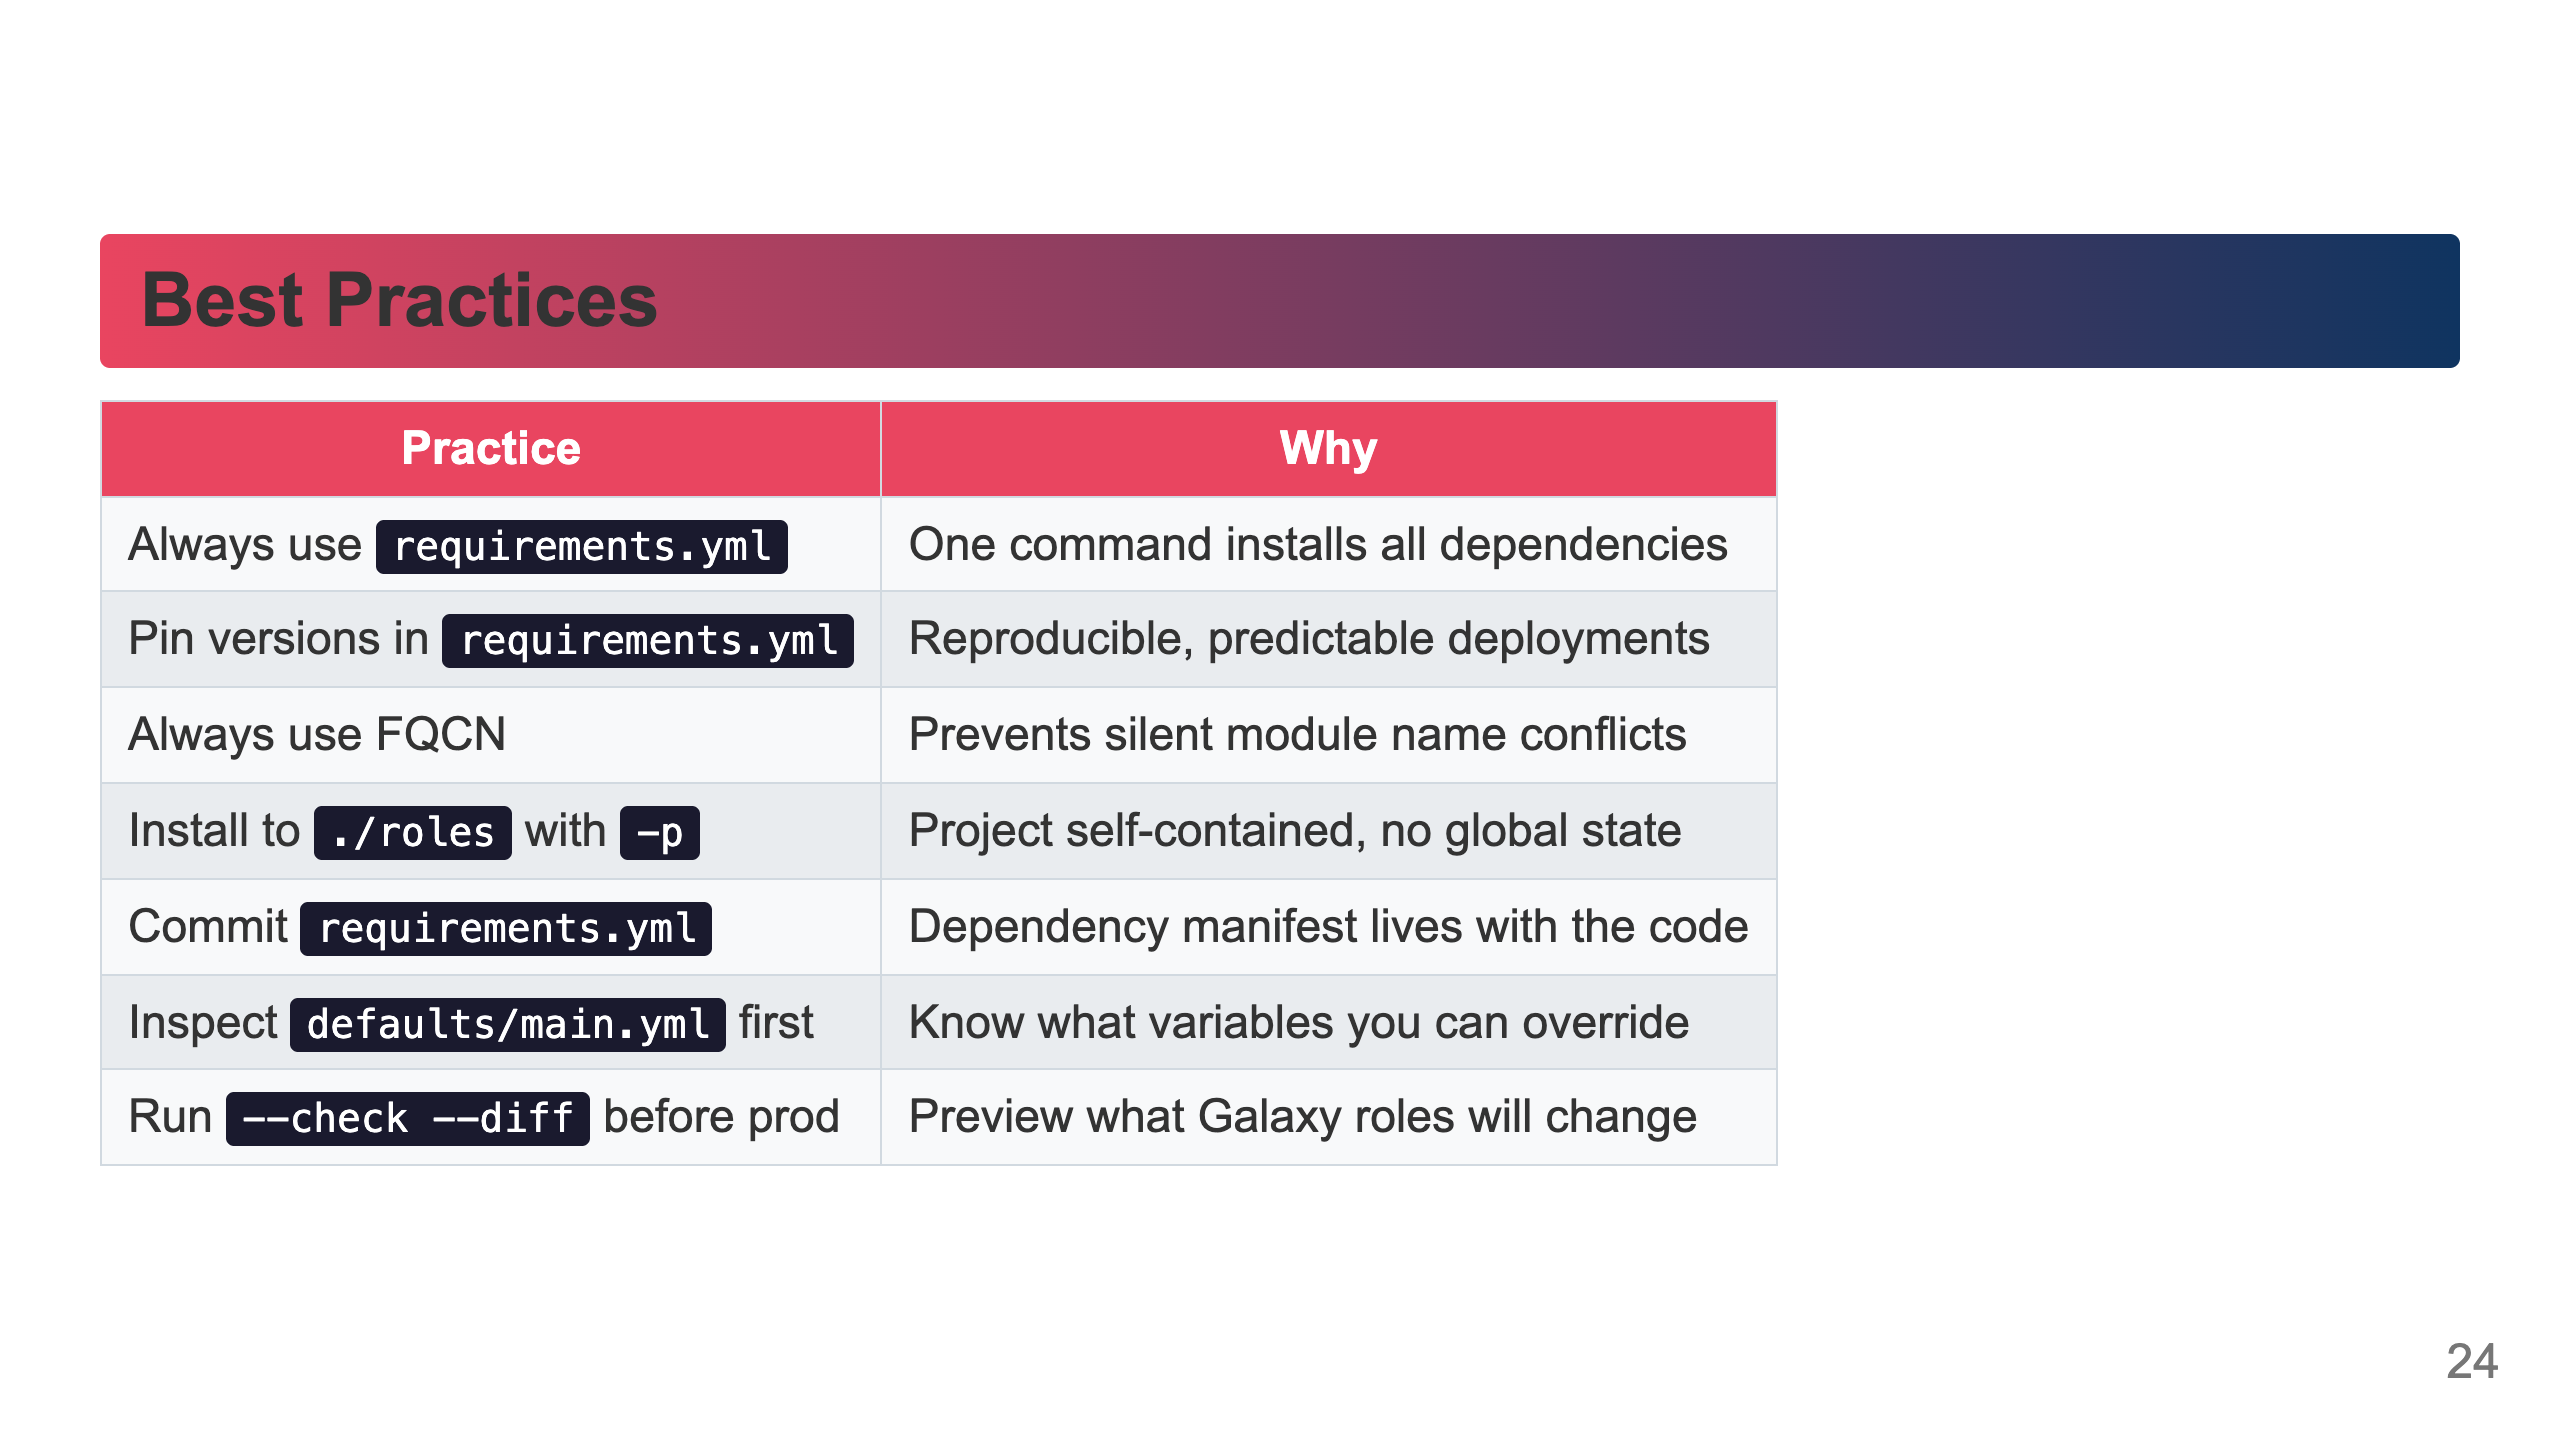 Best Practices
Practice Why
Always use requirements.yml One command installs all dependencies
Pin versions in requirements.yml Reproducible, predictable deployments
Always use FQCN Prevents silent module name conflicts
Install to ./roles with -p Project self-contained, no global state
Commit requirements.yml Dependency manifest lives with the code
Inspect defaults/main.yml first Know what variables you can override
Run --check --diff before prod Preview what Galaxy roles will change
24